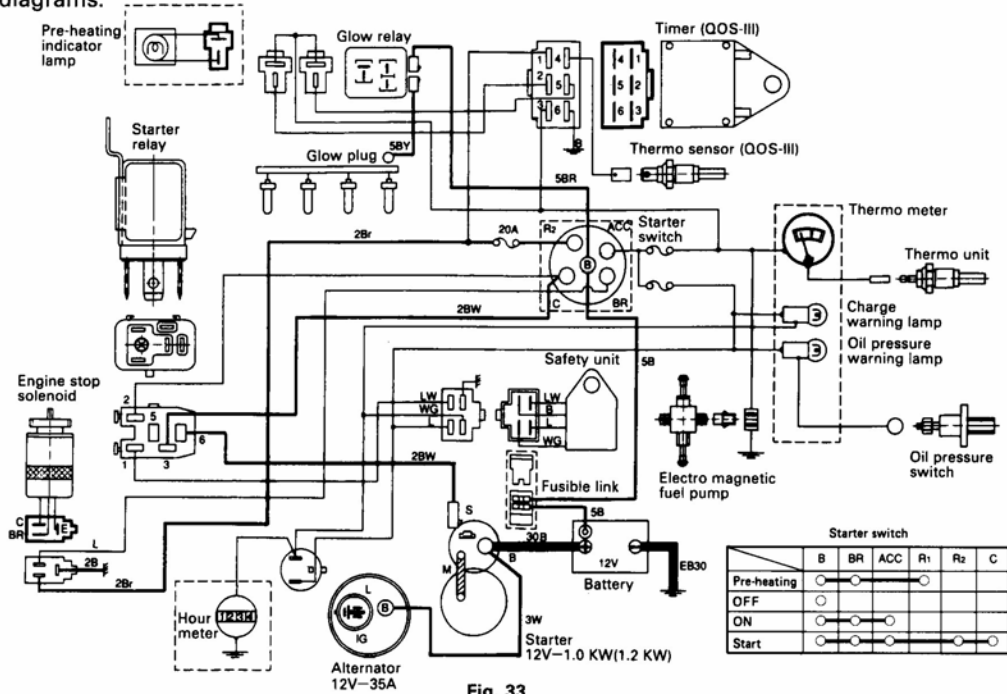 diagrams.
Pre-heating
indicator
lamp
Glow relay
Timer (QOS-III)
1 4
2 5
3 6
4 1
5 2
6 3
B
Starter
relay
Glow plug
5BY
Thermo sensor (QOS-III)
5BR
2Br
20A
R₂
ACC
B
C
BR
Starter
switch
Thermo meter
Thermo unit
2BW
Charge
warning lamp
Oil pressure
warning lamp
5B
Safety unit
Engine stop
solenoid
2
5
6
1
3
LW
WG
L
LW
B
L
WG
2BW
Electro magnetic
fuel pump
Oil pressure
switch
Fusible link
C
BR
E
L
2B
2Br
S
5B
30B
B
M
12V
Battery
EB30
Hour
meter
1234
L
B
IG
3W
Alternator
12V-35A
Starter
12V-1.0 KW(1.2 KW)
Starter switch
B BR ACC R₁ R₂ C
Pre-heating
OFF
ON
Start
Fig. 33